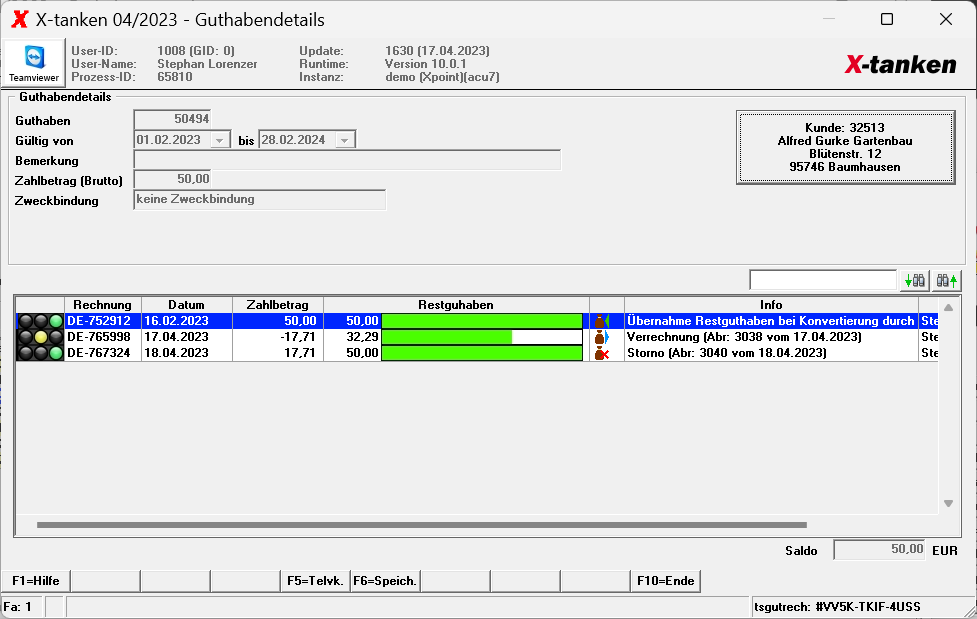 X-tanken 04/2023 - Guthabendetails
Teamviewer
User-ID: 1008 (GID: 0) Update: 1630 (17.04.2023)
User-Name: Stephan Lorenzer Runtime: Version 10.0.1
Prozess-ID: 65810 Instanz: demo (Xpoint)(acu7)
X-tanken
Guthabendetails
Guthaben 50494
Gültig von 01.02.2023 bis 28.02.2024
Bemerkung
Zahlbetrag (Brutto) 50,00
Zweckbindung keine Zweckbindung
Kunde: 32513
Alfred Gurke Gartenbau
Blütenstr. 12
95746 Baumhausen
Rechnung Datum Zahlbetrag Restguhaben Info
DE-752912 16.02.2023 50,00 50,00 Übernahme Restguthaben bei Konvertierung durch Ste
DE-765998 17.04.2023 -17,71 32,29 Verrechnung (Abr: 3038 vom 17.04.2023) Ste
DE-767324 18.04.2023 17,71 50,00 Storno (Abr: 3040 vom 18.04.2023) Ste
Saldo 50,00 EUR
F1=Hilfe F5=Telvk. F6=Speich. F10=Ende
Fa: 1 tsgutrech: #VV5K-TKIF-4USS